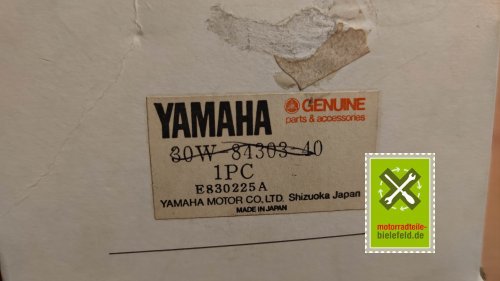 YAMAHA
GENUINE
parts & accessories
30W-84303-40
1PC
E830225A
YAMAHA MOTOR CO., LTD. Shizuoka Japan
MADE IN JAPAN
motorradteile-
bielefeld.de